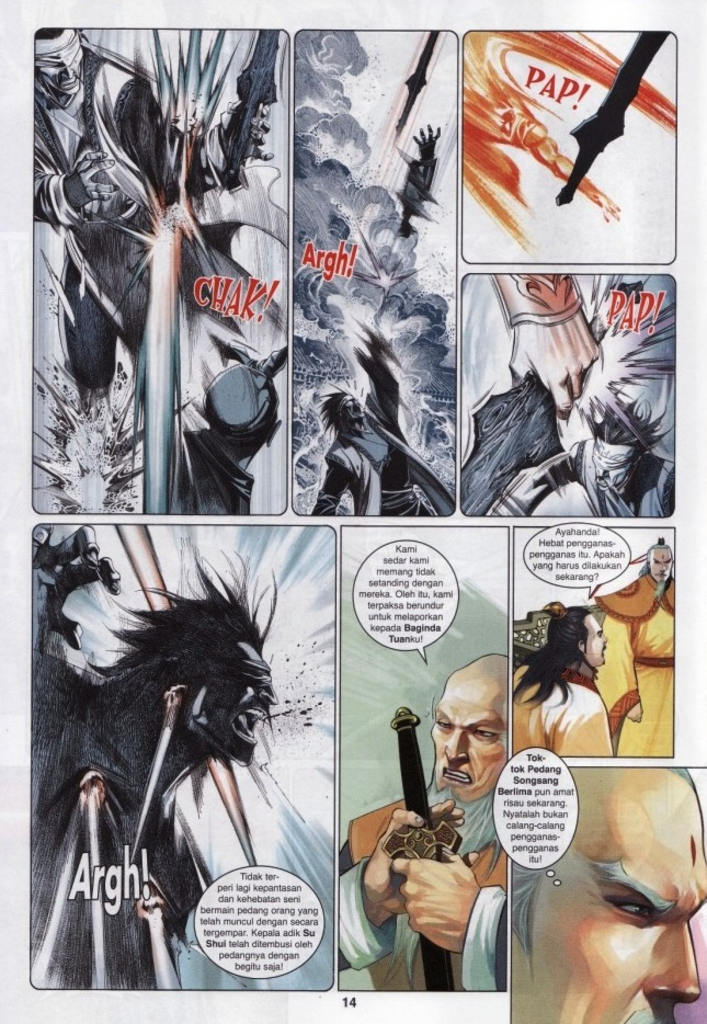 CHAK!
Argh!
PAP!
PAP!
Argh!
Tidak ter-
peri lagi kepantasan
dan kehebatan seni
bermain pedang orang yang
telah muncul dengan secara
tergempar. Kepala adik Su
Shui telah ditembusi oleh
pedangnya dengan
begitu saja!
Kami
sedar kami
memang tidak
setanding dengan
mereka. Oleh itu, kami
terpaksa berundur
untuk melaporkan
kepada Baginda
Tuanku!
Ayahanda!
Hebat pengganas-
pengganas itu. Apakah
yang harus dilakukan
sekarang?
Tok-
tok Pedang
Songsang
Berlima pun amat
risau sekarang.
Nyatalah bukan
calang-calang
pengganas-
pengganas
itu!
14